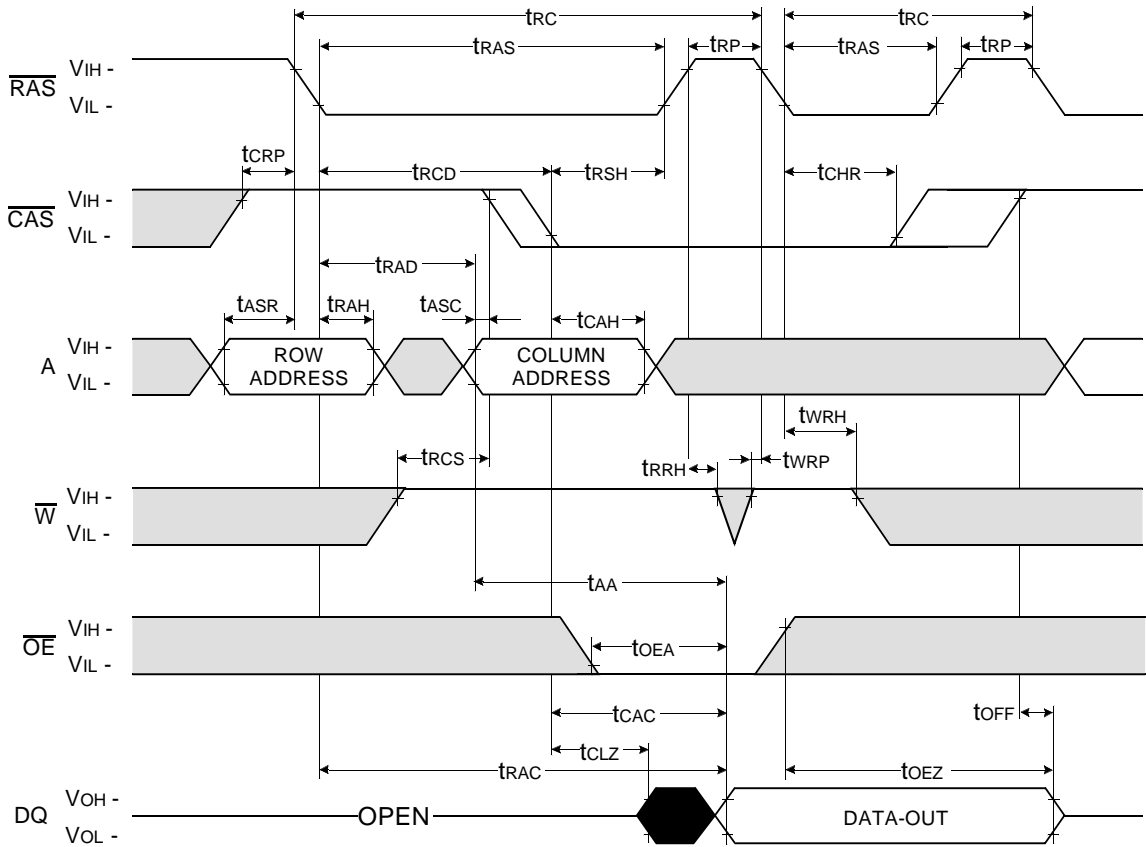 tRC tRC
tRAS tRP tRAS tRP
RAS VIH -
VIL -
tCRP tRCD tRSH tCHR
CAS VIH -
VIL -
tRAD
tASR tRAH tASC tCAH
A VIH -
VIL -
ROW ADDRESS
COLUMN ADDRESS
tWRH
tRCS tRRH tWRP
W VIH -
VIL -
tAA
OE VIH -
VIL -
tOEA
tCAC tOFF
tCLZ
tRAC tOEZ
DQ VOH -
VOL -
OPEN
DATA-OUT